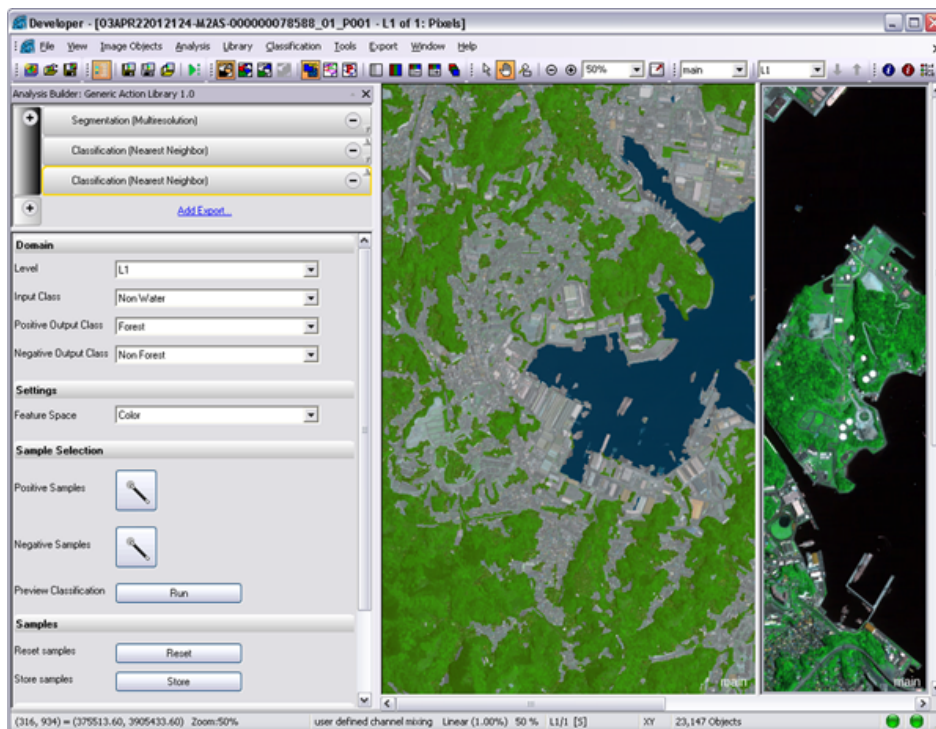 Developer - [03APR22012124-M2AS-000000078588_01_P001 - L1 of 1: Pixels]
File View Image Objects Analysis Library Classification Tools Export Window Help
50% main L1
Analysis Builder: Generic Action Library 1.0
Segmentation (Multiresolution)
Classification (Nearest Neighbor)
Classification (Nearest Neighbor)
Add Export...
Domain
Level L1
Input Class Non Water
Positive Output Class Forest
Negative Output Class Non Forest
Settings
Feature Space Color
Sample Selection
Positive Samples
Negative Samples
Preview Classification Run
Samples
Reset samples Reset
Store samples Store
main main
(316, 934) = (375513.60, 3905433.60) Zoom:50% user defined channel mixing Linear (1.00%) 50 % L1/1 [S] XY 23,147 Objects